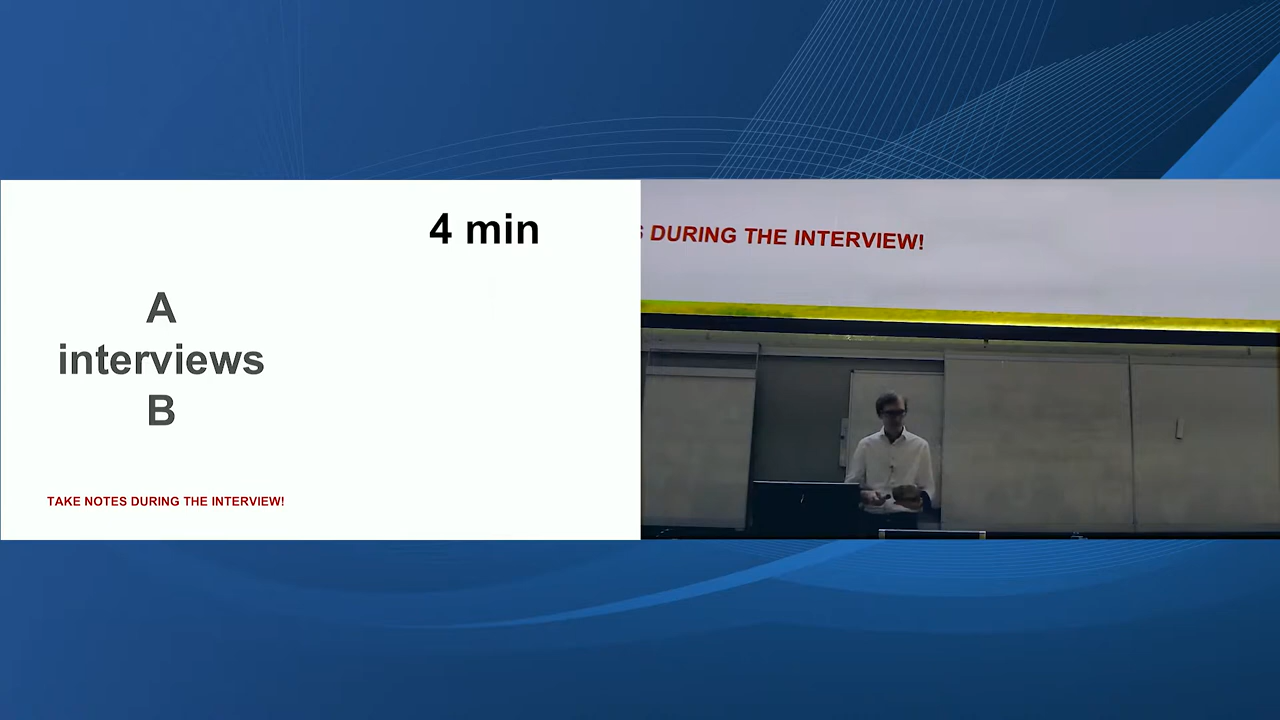 4 min
A
interviews
B
TAKE NOTES DURING THE INTERVIEW!
DURING THE INTERVIEW!